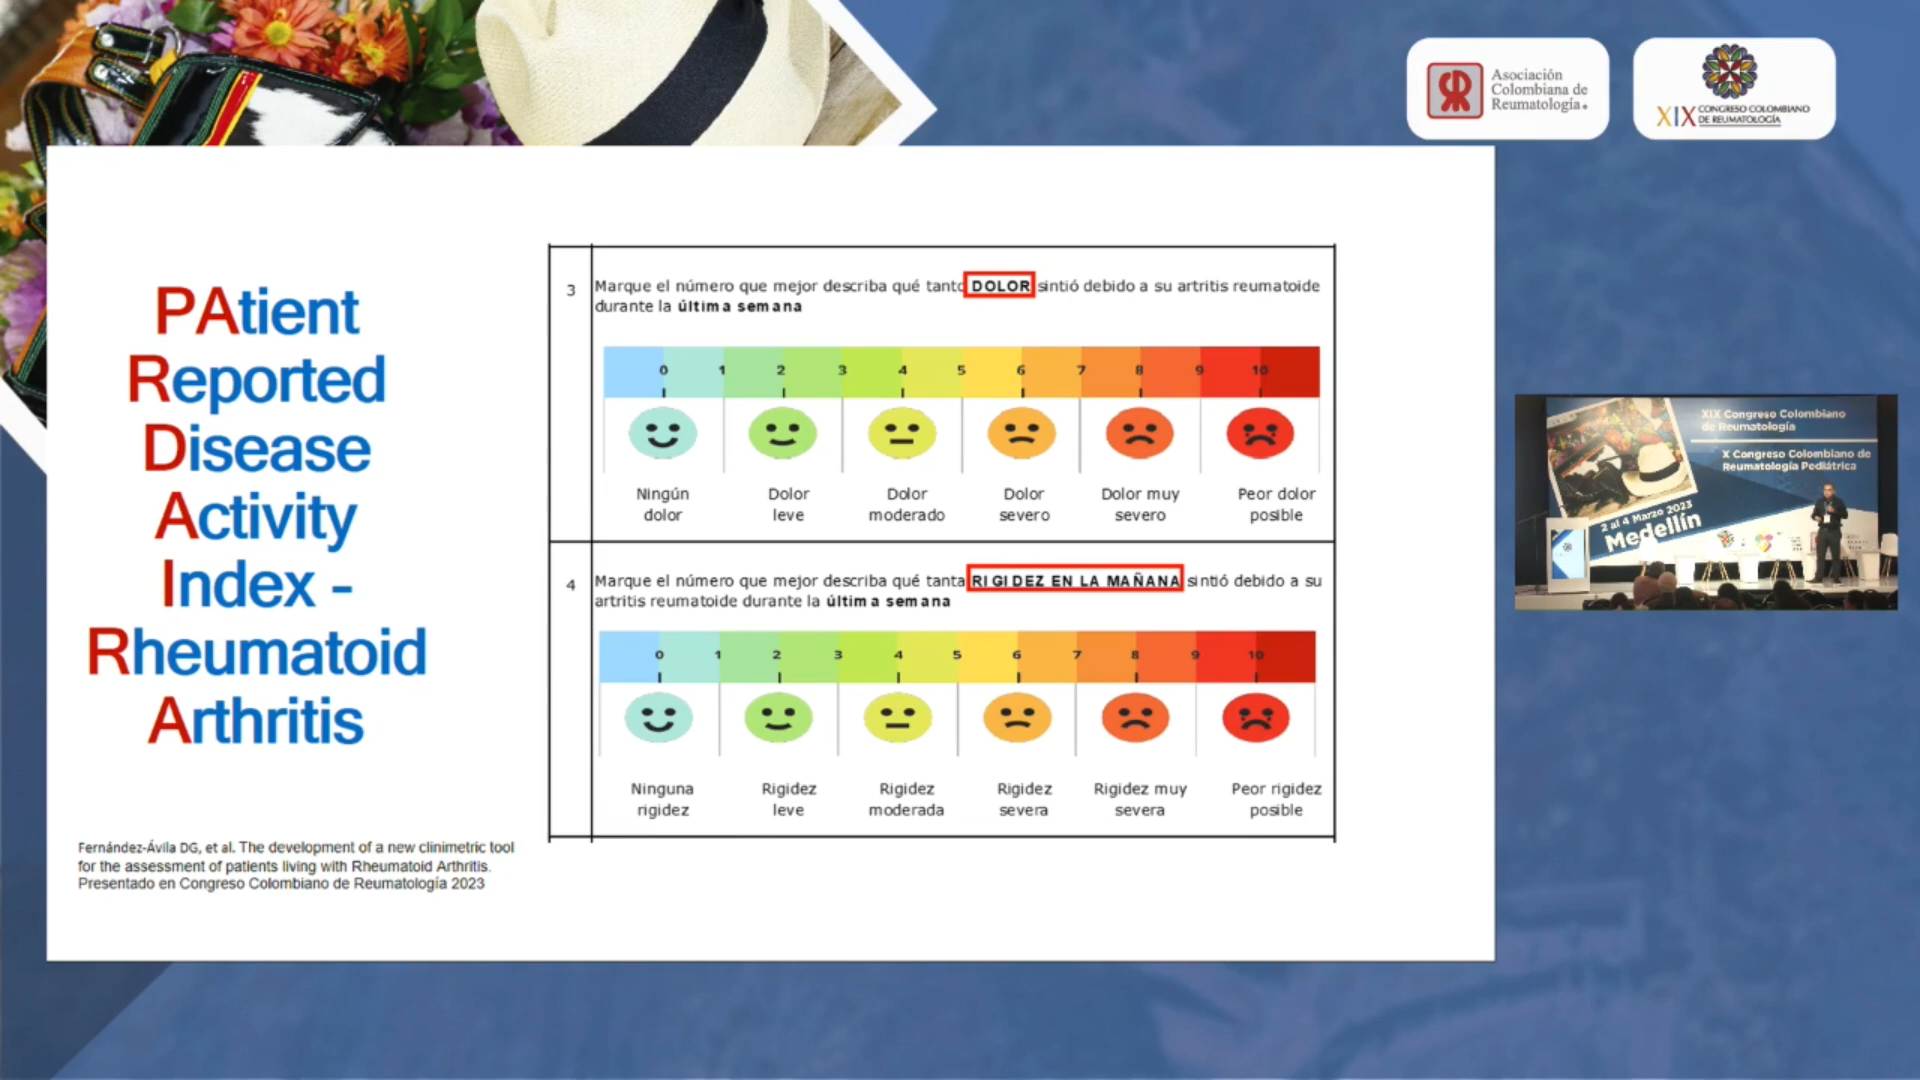 Asociación
Colombiana de
Reumatología.
XIX CONGRESO COLOMBIANO
DE REUMATOLOGÍA
PAtient
Reported
Disease
Activity
Index -
Rheumatoid
Arthritis
Fernández-Ávila DG, et al. The development of a new clinimetric tool
for the assessment of patients living with Rheumatoid Arthritis.
Presentado en Congreso Colombiano de Reumatología 2023
3 Marque el número que mejor describa qué tanto DOLOR sintió debido a su artritis reumatoide
durante la última semana
0 1 2 3 4 5 6 7 8 9 10
Ningún dolor
Dolor leve
Dolor moderado
Dolor severo
Dolor muy severo
Peor dolor posible
4 Marque el número que mejor describa qué tanta RIGIDEZ EN LA MAÑANA sintió debido a su
artritis reumatoide durante la última semana
0 1 2 3 4 5 6 7 8 9 10
Ninguna rigidez
Rigidez leve
Rigidez moderada
Rigidez severa
Rigidez muy severa
Peor rigidez posible
XIX Congreso Colombiano
de Reumatología
X Congreso Colombiano de
Reumatología Pediátrica
2 al 4 Marzo 2023
Medellín